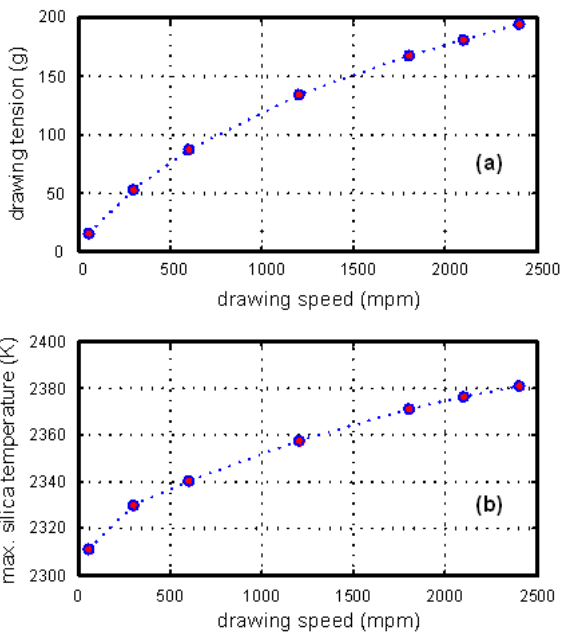 200
150
100
50
0
drawing tension (g)
(a)
0 500 1000 1500 2000 2500
drawing speed (mpm)
2400
2380
2360
2340
2320
2300
max. silica temperature (K)
(b)
0 500 1000 1500 2000 2500
drawing speed (mpm)